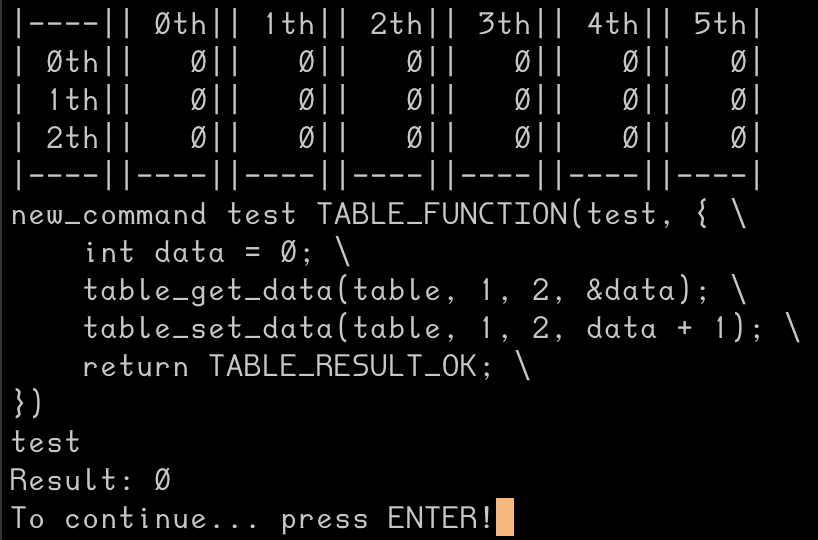 |----|| 0th|| 1th|| 2th|| 3th|| 4th|| 5th|
| 0th||   0||   0||   0||   0||   0||   0|
| 1th||   0||   0||   0||   0||   0||   0|
| 2th||   0||   0||   0||   0||   0||   0|
|----||----||----||----||----||----||----|
new_command test TABLE_FUNCTION(test, { \
    int data = 0; \
    table_get_data(table, 1, 2, &data); \
    table_set_data(table, 1, 2, data + 1); \
    return TABLE_RESULT_OK; \
})
test
Result: 0
To continue... press ENTER!